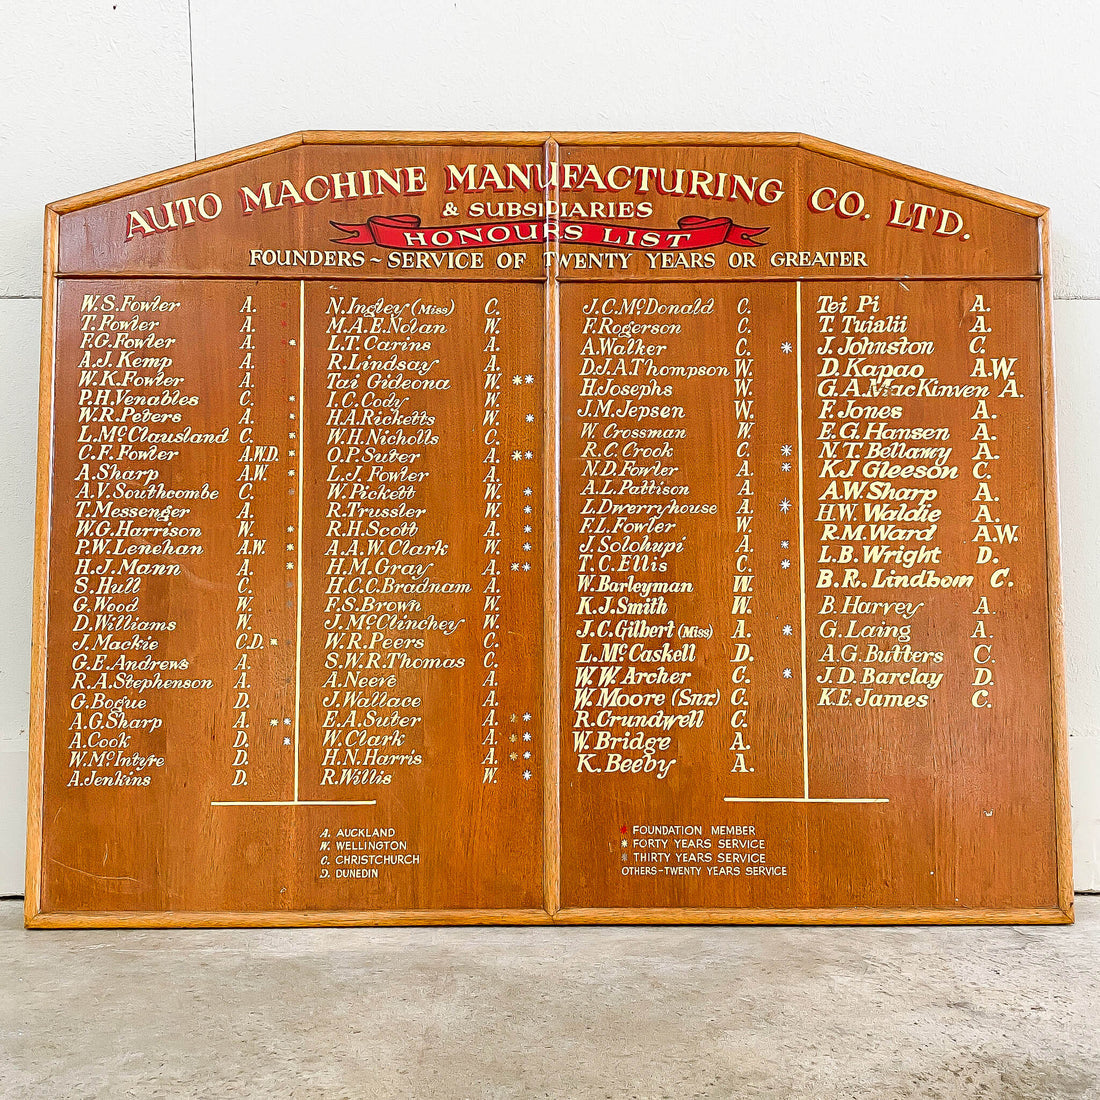 AUTO MACHINE MANUFACTURING CO. LTD.
& SUBSIDIARIES
HONOURS LIST
FOUNDERS ~ SERVICE OF TWENTY YEARS OR GREATER
W.S. Fowler A.
T. Fowler A.
F.G. Fowler A. *
A.J. Kemp A.
W.K. Fowler A.
P.H. Venables C. *
W.R. Peters A. *
L. McClausland C. *
C.F. Fowler A.W.D. *
A. Sharp A.W. *
A.V. Southcombe C. *
T. Messenger A.
W.G. Harrison W. *
P.W. Lenehan A.W. *
H.J. Mann A. *
S. Hull C.
G. Wood W.
D. Williams W.
J. Mackie C.D. *
G.E. Andrews A.
R.A. Stephenson A.
G. Bogue D.
A.G. Sharp A. **
A. Cook D. *
W. McIntyre D.
A. Jenkins D.
N. Ingley (Miss) C.
M.A.E. Nolan W.
L.T. Carins A.
R. Lindsay A.
Tai Gideona W. **
I.C. Cody W.
H.A. Ricketts W. *
W.H. Nicholls C.
O.P. Suter A. **
L.J. Fowler A.
W. Pickett W. *
R. Trussler W. *
R.H. Scott A. *
A.A.W. Clark W. *
H.M. Gray A. **
H.C.C. Bradnam A.
F.S. Brown W.
J. McClinchey W.
W.R. Peers C.
S.W.R. Thomas C.
A. Neeve A.
J. Wallace A.
E.A. Suter A. **
W. Clark A. **
H.N. Harris A. **
R. Willis W. *
J.C. McDonald C.
F. Rogerson C.
A. Walker C. *
D.J.A. Thompson W.
H. Josephs W.
J.M. Jepsen W.
W. Crossman W.
R.C. Crook C. *
N.D. Fowler A. *
A.L. Pattison A.
L. Dwerryhouse A. *
F.L. Fowler W.
J. Solohupi A. *
T.C. Ellis C. *
W. Barleyman W.
K.J. Smith W.
J.C. Gilbert (Miss) A. *
L. McCaskell D.
W.W. Archer C. *
W. Moore (Snr.) C.
R. Crundwell C.
W. Bridge A.
K. Beeby A.
Tei Pi A.
T. Tuialii A.
J. Johnston C.
D. Kapao A.W.
G.A. MacKinven A.
F. Jones A.
E.G. Hansen A.
N.T. Bellamy A.
K.J Gleeson C.
A.W. Sharp A.
H.W. Waldie A.
R.M. Ward A.W.
L.B. Wright D.
B.R. Lindbom C.
B. Harvey A.
G. Laing A.
A.G. Butters C.
J.D. Barclay D.
K.E. James C.
A. AUCKLAND
W. WELLINGTON
C. CHRISTCHURCH
D. DUNEDIN
* FOUNDATION MEMBER
* FORTY YEARS SERVICE
* THIRTY YEARS SERVICE
OTHERS - TWENTY YEARS SERVICE